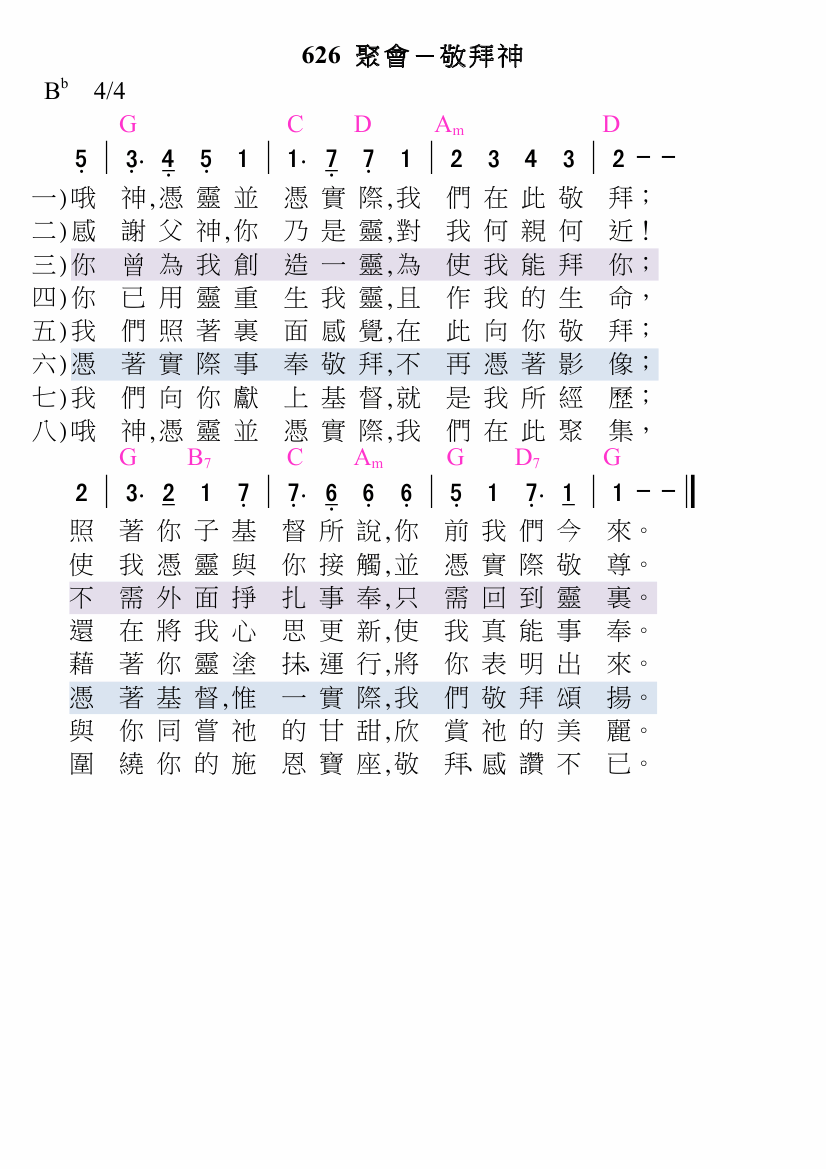 626 聚會－敬拜神
Bb 4/4
G C D Am D
5 | 3· 4 5 1 | 1· 7 7 1 | 2 3 4 3 | 2 － －
一)哦 神,憑靈並 憑實際,我 們在此敬 拜；
二)感 謝父神,你 乃是靈,對 我何親何 近！
三)你 曾為我創 造一靈,為 使我能拜 你；
四)你 已用靈重 生我靈,且 作我的生 命，
五)我 們照著裏 面感覺,在 此向你敬 拜；
六)憑 著實際事 奉敬拜,不 再憑著影 像；
七)我 們向你獻 上基督,就 是我所經 歷；
八)哦 神,憑靈並 憑實際,我 們在此聚 集，
G B7 C Am G D7 G
2 | 3· 2 1 7 | 7· 6 6 6 | 5 1 7· 1 | 1 － － ‖
照 著你子基 督所說,你 前我們今 來。
使 我憑靈與 你接觸,並 憑實際敬 尊。
不 需外面掙 扎事奉,只 需回到靈 裏。
還 在將我心 思更新,使 我真能事 奉。
藉 著你靈塗 抹、運行,將 你表明出 來。
憑 著基督,惟 一實際,我 們敬拜頌 揚。
與 你同嘗祂 的甘甜,欣 賞祂的美 麗。
圍 繞你的施 恩寶座,敬 拜、感讚不 已。